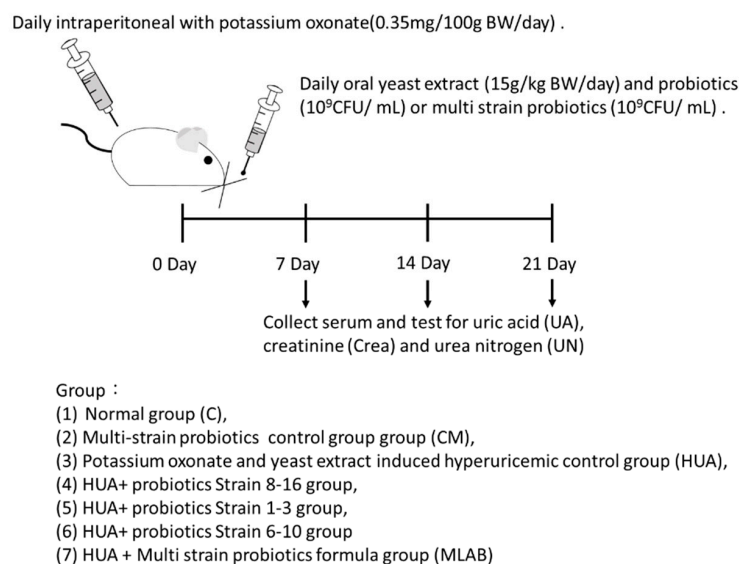 Daily intraperitoneal with potassium oxonate(0.35mg/100g BW/day) .
Daily oral yeast extract (15g/kg BW/day) and probiotics
(10⁹CFU/ mL) or multi strain probiotics (10⁹CFU/ mL) .
0 Day
7 Day
14 Day
21 Day
Collect serum and test for uric acid (UA),
creatinine (Crea) and urea nitrogen (UN)
Group：
(1) Normal group (C),
(2) Multi-strain probiotics control group group (CM),
(3) Potassium oxonate and yeast extract induced hyperuricemic control group (HUA),
(4) HUA+ probiotics Strain 8-16 group,
(5) HUA+ probiotics Strain 1-3 group,
(6) HUA+ probiotics Strain 6-10 group
(7) HUA + Multi strain probiotics formula group (MLAB)